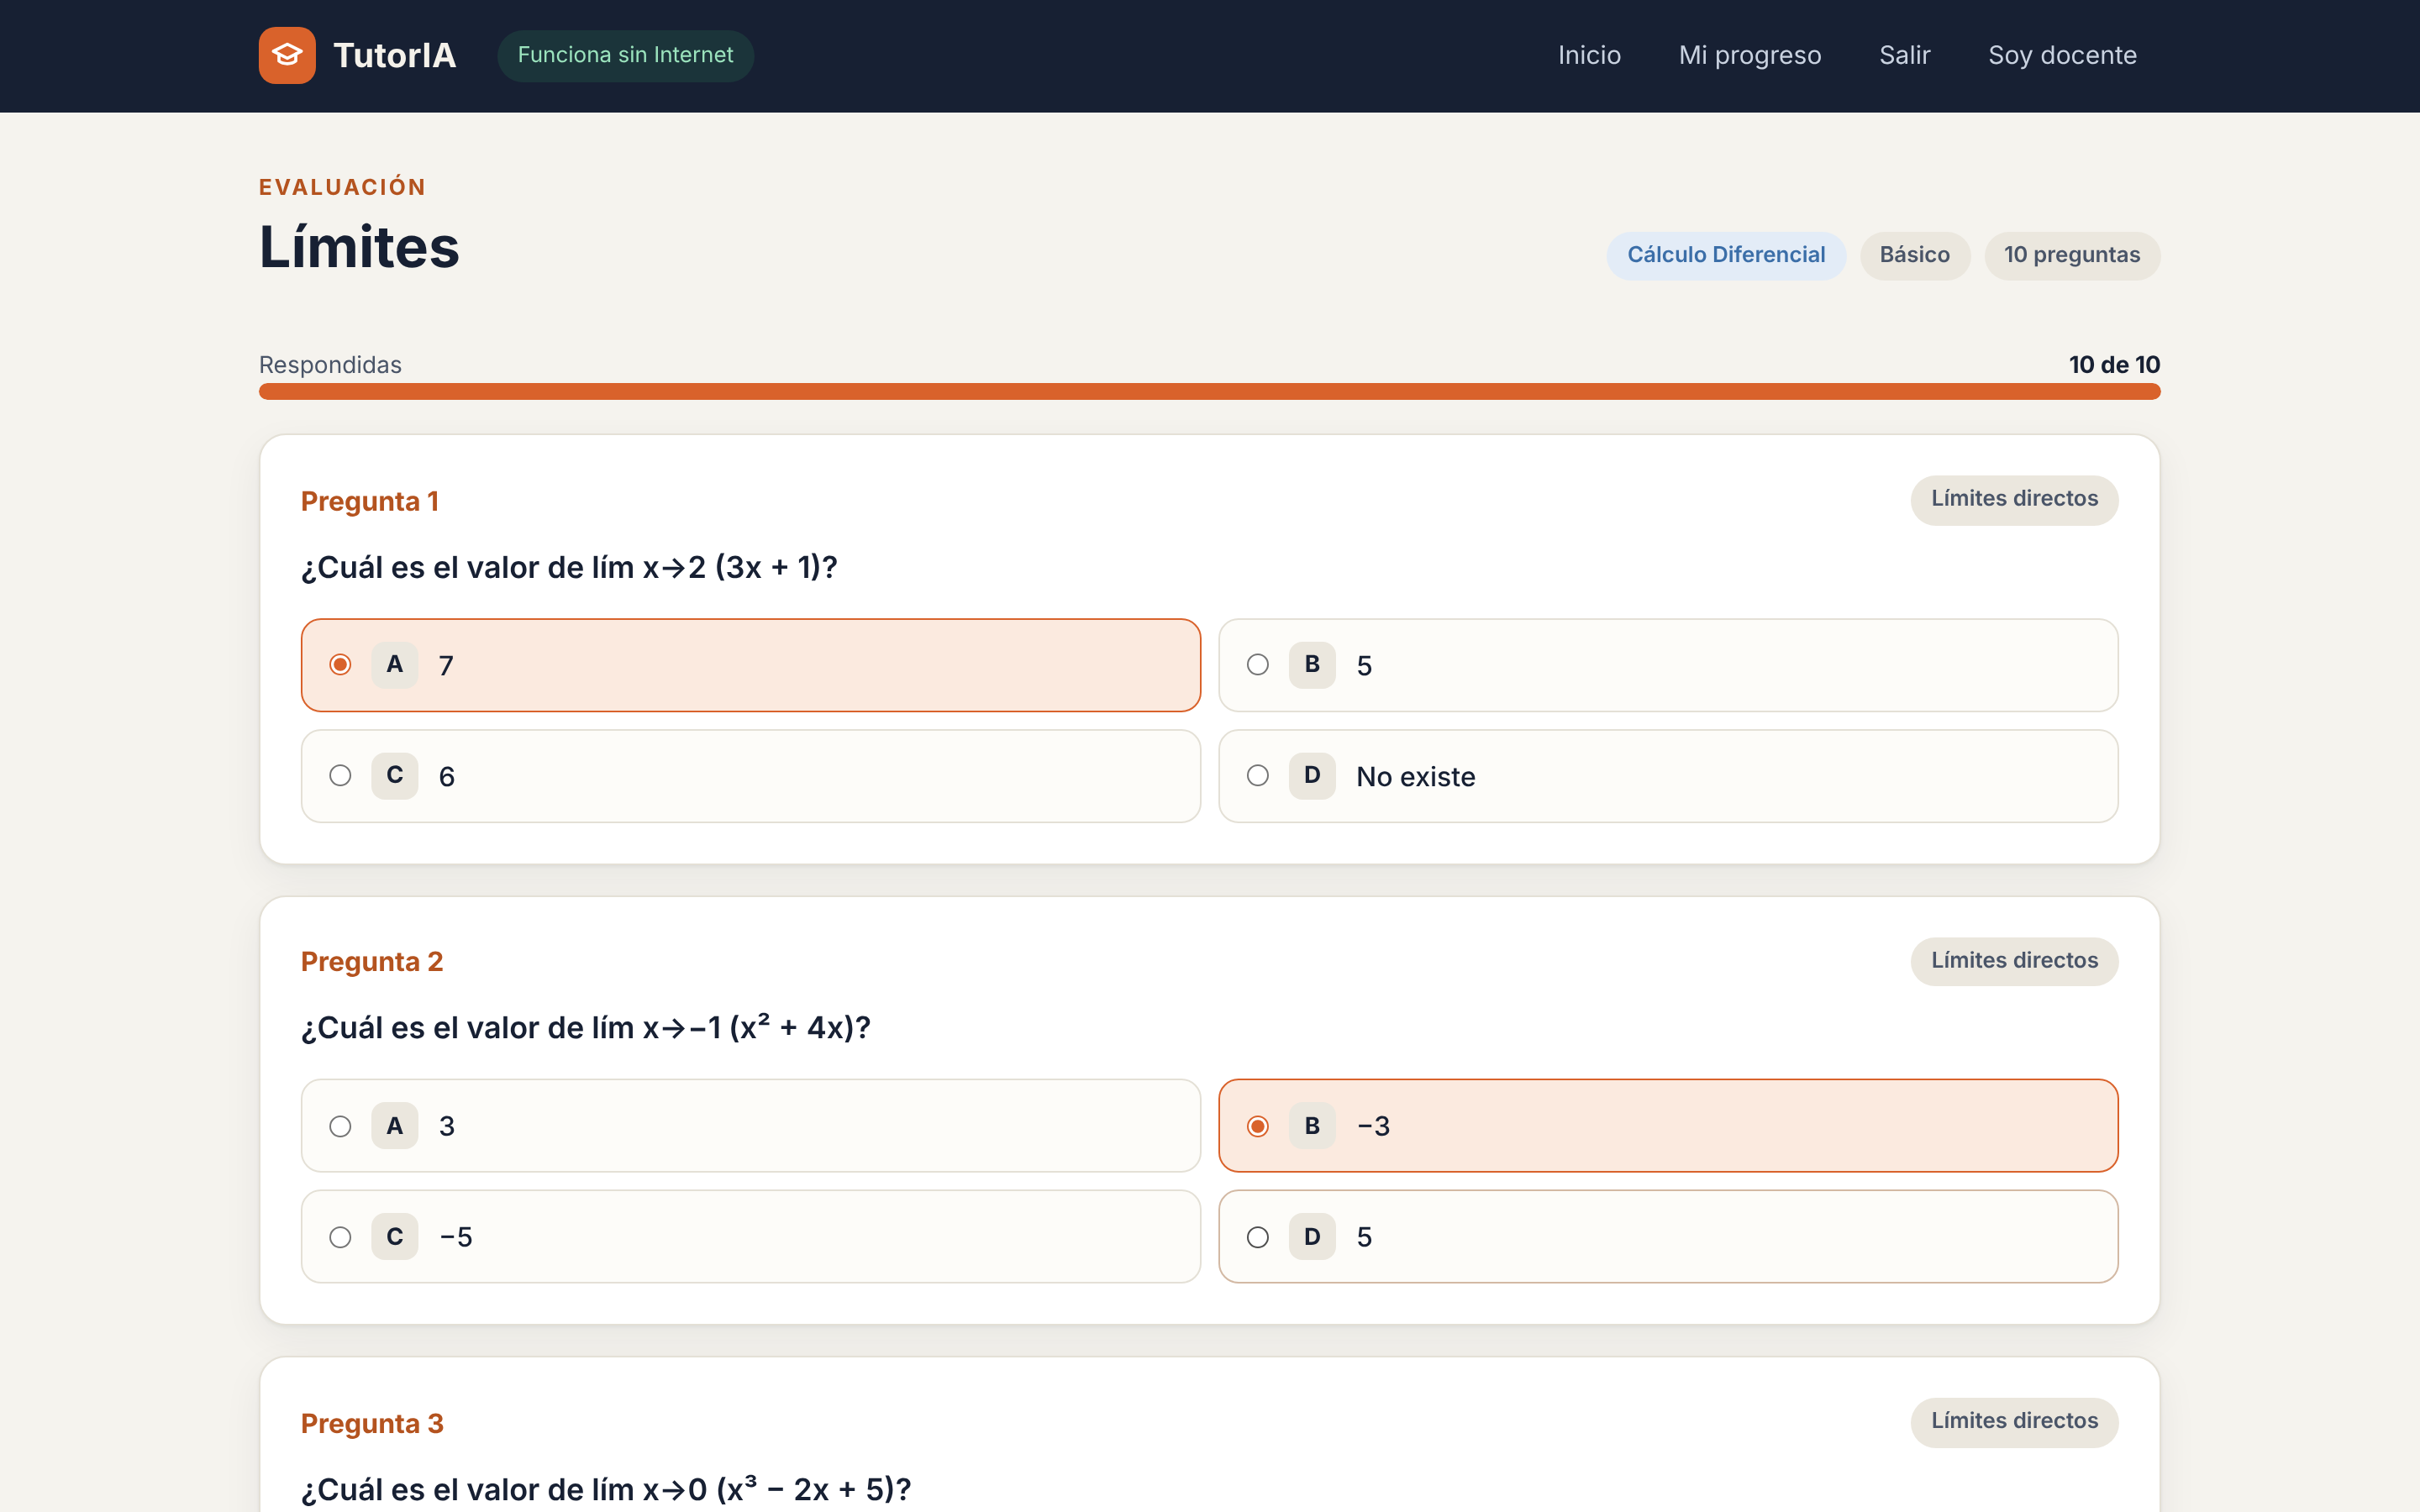 TutorIA
Funciona sin Internet
Inicio
Mi progreso
Salir
Soy docente
EVALUACIÓN
Límites
Cálculo Diferencial
Básico
10 preguntas
Respondidas
10 de 10
Pregunta 1
Límites directos
¿Cuál es el valor de lím x→2 (3x + 1)?
A 7
B 5
C 6
D No existe
Pregunta 2
Límites directos
¿Cuál es el valor de lím x→−1 (x² + 4x)?
A 3
B −3
C −5
D 5
Pregunta 3
Límites directos
¿Cuál es el valor de lím x→0 (x³ − 2x + 5)?